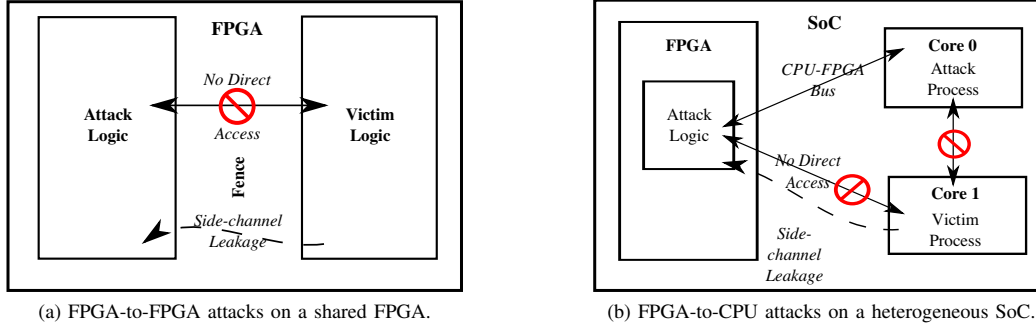 FPGA
No Direct
Attack
Logic
Victim
Logic
Access
Fence
Side-channel
Leakage
(a) FPGA-to-FPGA attacks on a shared FPGA.
SoC
FPGA
Core 0
Attack
Process
CPU-FPGA
Bus
Attack
Logic
No Direct
Access
Core 1
Victim
Process
Side-
channel
Leakage
(b) FPGA-to-CPU attacks on a heterogeneous SoC.